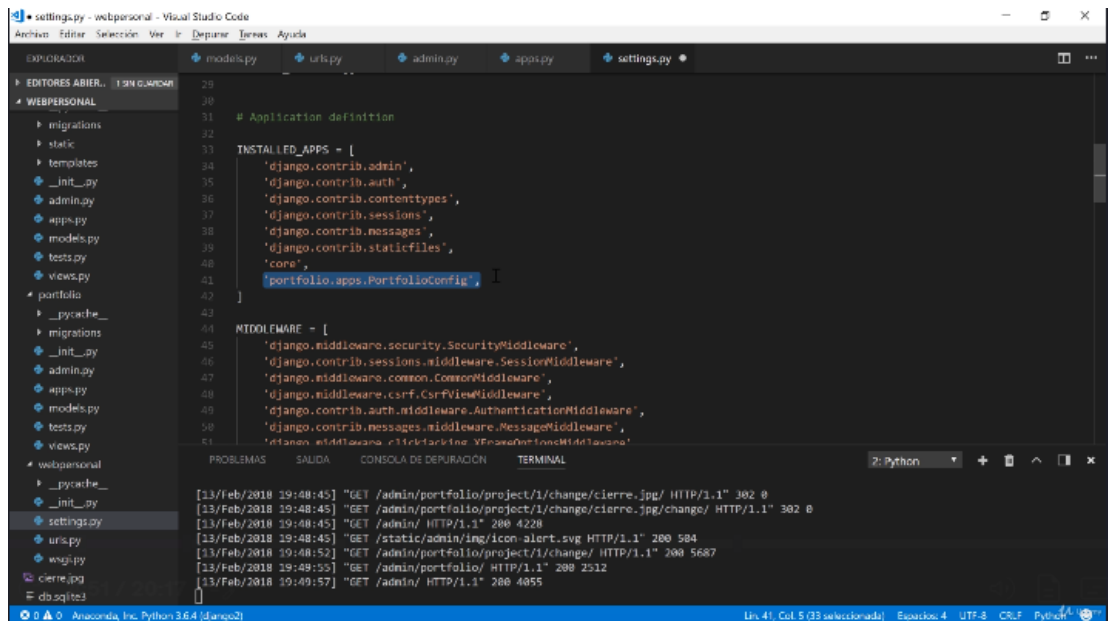 settings.py - webpersonal - Visual Studio Code
Archivo Editar Selección Ver Ir Depurar Tareas Ayuda
EXPLORADOR
models.py urls.py admin.py apps.py settings.py
EDITORES ABIER.. 1 SIN GUARDAR
WEBPERSONAL
migrations
static
templates
__init__.py
admin.py
apps.py
models.py
tests.py
views.py
portfolio
__pycache__
migrations
__init__.py
admin.py
apps.py
models.py
tests.py
views.py
webpersonal
__pycache__
__init__.py
settings.py
urls.py
wsgi.py
cierre.jpg
db.sqlite3
29
30
31 # Application definition
32
33 INSTALLED_APPS = [
34 'django.contrib.admin',
35 'django.contrib.auth',
36 'django.contrib.contenttypes',
37 'django.contrib.sessions',
38 'django.contrib.messages',
39 'django.contrib.staticfiles',
40 'core',
41 'portfolio.apps.PortfolioConfig',
42 ]
43
44 MIDDLEWARE = [
45 'django.middleware.security.SecurityMiddleware',
46 'django.contrib.sessions.middleware.SessionMiddleware',
47 'django.middleware.common.CommonMiddleware',
48 'django.middleware.csrf.CsrfViewMiddleware',
49 'django.contrib.auth.middleware.AuthenticationMiddleware',
50 'django.contrib.messages.middleware.MessageMiddleware',
51 'django.middleware.clickjacking.XFrameOptionsMiddleware'
PROBLEMAS SALIDA CONSOLA DE DEPURACIÓN TERMINAL 2: Python
[13/Feb/2018 19:48:45] "GET /admin/portfolio/project/1/change/cierre.jpg/ HTTP/1.1" 302 0
[13/Feb/2018 19:48:45] "GET /admin/portfolio/project/1/change/cierre.jpg/change/ HTTP/1.1" 302 0
[13/Feb/2018 19:48:45] "GET /admin/ HTTP/1.1" 200 4228
[13/Feb/2018 19:48:45] "GET /static/admin/img/icon-alert.svg HTTP/1.1" 200 504
[13/Feb/2018 19:48:52] "GET /admin/portfolio/project/1/change/ HTTP/1.1" 200 5687
[13/Feb/2018 19:49:55] "GET /admin/portfolio/ HTTP/1.1" 200 2512
[13/Feb/2018 19:49:57] "GET /admin/ HTTP/1.1" 200 4055
0 0 Anaconda, Inc. Python 3.6.4 (django2) Lín. 41, Col. 5 (33 seleccionada) Espacios: 4 UTF-8 CRLF Python